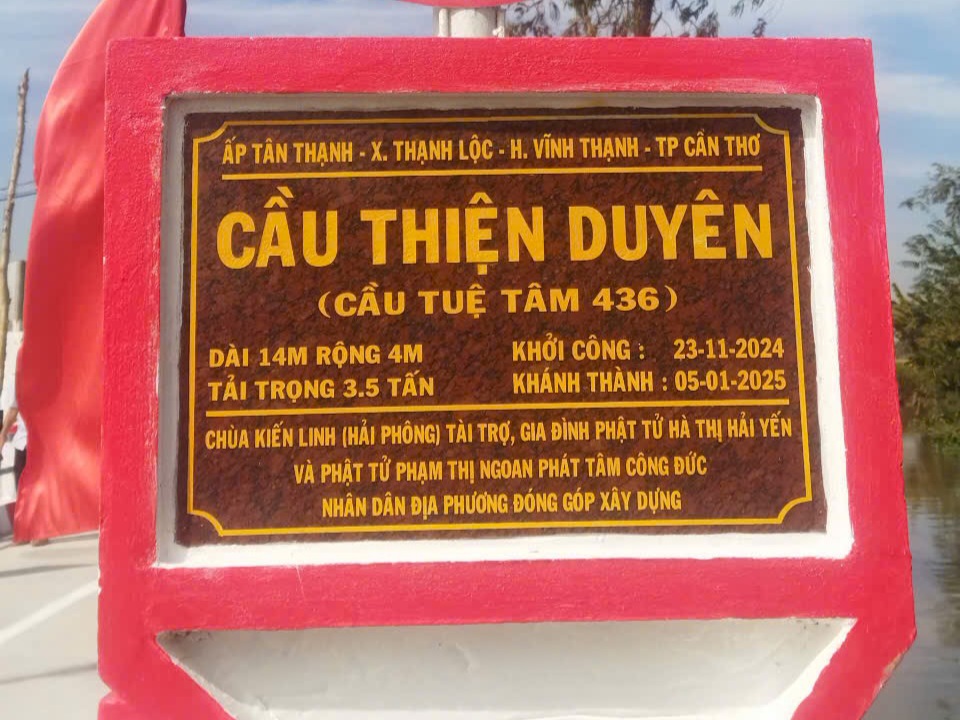 ẤP TÂN THẠNH - X. THẠNH LỘC - H. VĨNH THẠNH - TP CẦN THƠ
CẦU THIỆN DUYÊN
(CẦU TUỆ TÂM 436)
DÀI 14M RỘNG 4M KHỞI CÔNG : 23-11-2024
TẢI TRỌNG 3.5 TẤN KHÁNH THÀNH : 05-01-2025
CHÙA KIẾN LINH (HẢI PHÒNG) TÀI TRỢ, GIA ĐÌNH PHẬT TỬ HÀ THỊ HẢI YẾN
VÀ PHẬT TỬ PHẠM THỊ NGOAN PHÁT TÂM CÔNG ĐỨC
NHÂN DÂN ĐỊA PHƯƠNG ĐÓNG GÓP XÂY DỰNG